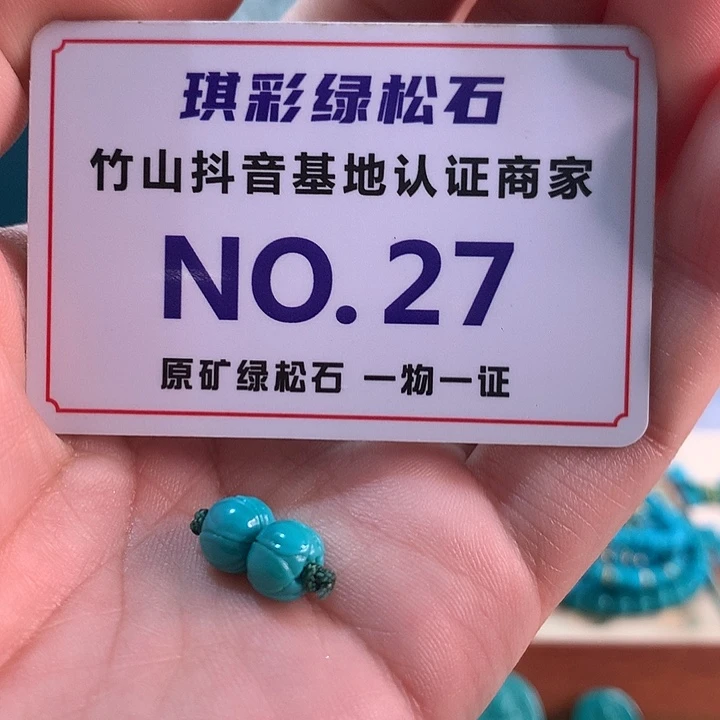 琪彩绿松石
竹山抖音基地认证商家
NO.27
原矿绿松石 一物一证